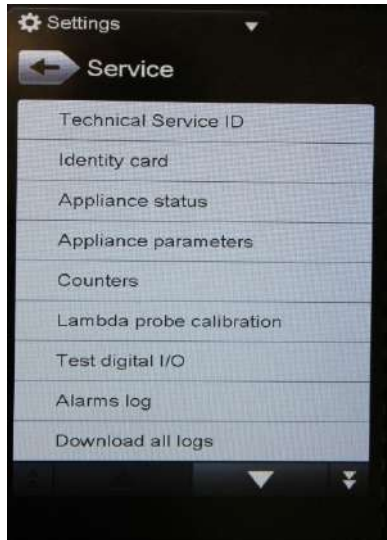 Settings
Service
Technical Service ID
Identity card
Appliance status
Appliance parameters
Counters
Lambda probe calibration
Test digital I/O
Alarms log
Download all logs